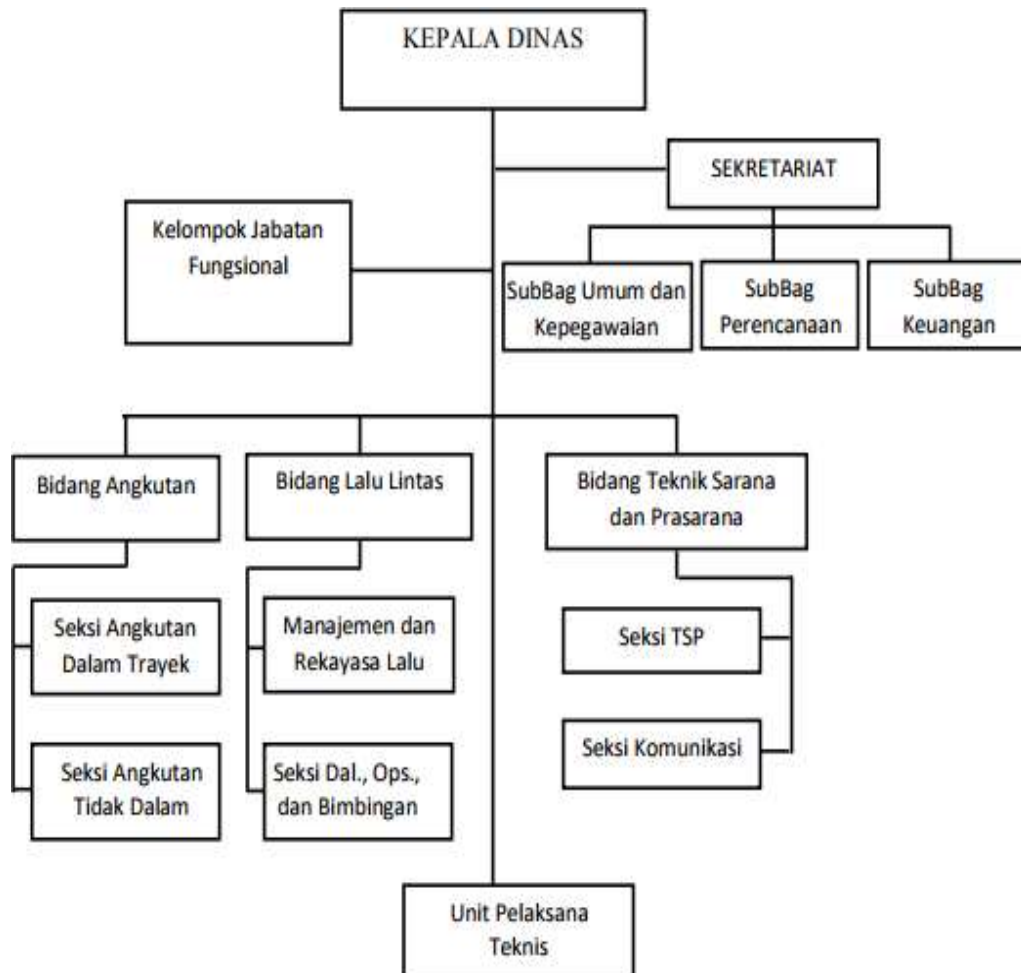 KEPALA DINAS
SEKRETARIAT
Kelompok Jabatan
Fungsional
SubBag Umum dan
Kepegawaian
SubBag
Perencanaan
SubBag
Keuangan
Bidang Angkutan
Bidang Lalu Lintas
Bidang Teknik Sarana
dan Prasarana
Seksi Angkutan
Dalam Trayek
Manajemen dan
Rekayasa Lalu
Seksi TSP
Seksi Angkutan
Tidak Dalam
Seksi Dal., Ops.,
dan Bimbingan
Seksi Komunikasi
Unit Pelaksana
Teknis